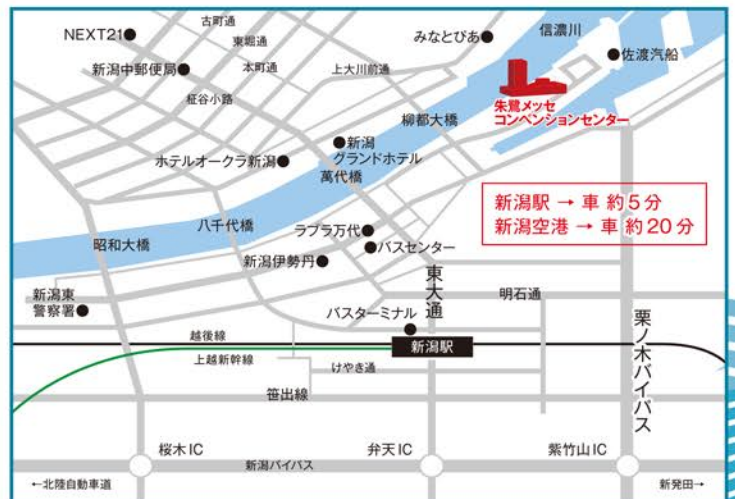 古町通
NEXT21
東堀通
みなとぴあ
信濃川
佐渡汽船
新潟中郵便局
本町通
上大川前通
柾谷小路
朱鷺メッセ
コンベンションセンター
柳都大橋
新潟
グランドホテル
ホテルオークラ新潟
萬代橋
新潟駅 → 車 約5分
新潟空港 → 車 約20分
八千代橋
昭和大橋
ラブラ万代
バスセンター
新潟伊勢丹
東大通
新潟東
警察署
明石通
バスターミナル
栗ノ木バイパス
越後線
新潟駅
上越新幹線
けやき通
笹出線
桜木IC
弁天IC
紫竹山IC
新潟バイパス
←北陸自動車道
新発田→